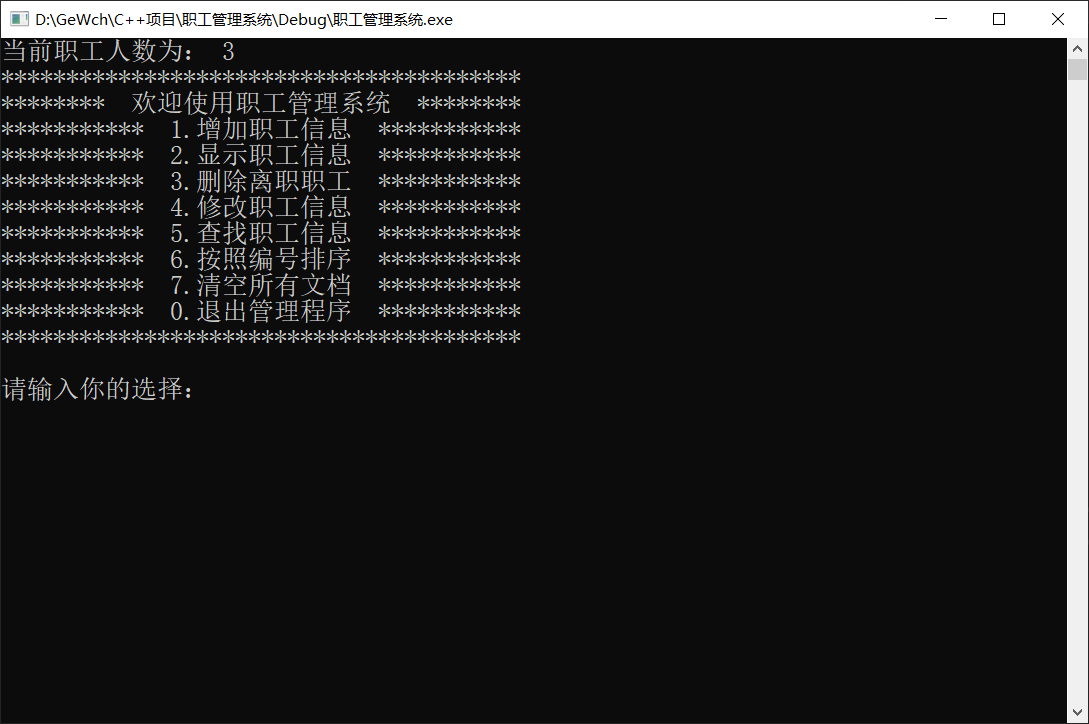 D:\GeWch\C++项目\职工管理系统\Debug\职工管理系统.exe
当前职工人数为： 3
****************************************
********  欢迎使用职工管理系统  ********
***********  1.增加职工信息  ***********
***********  2.显示职工信息  ***********
***********  3.删除离职职工  ***********
***********  4.修改职工信息  ***********
***********  5.查找职工信息  ***********
***********  6.按照编号排序  ***********
***********  7.清空所有文档  ***********
***********  0.退出管理程序  ***********
****************************************
请输入你的选择：